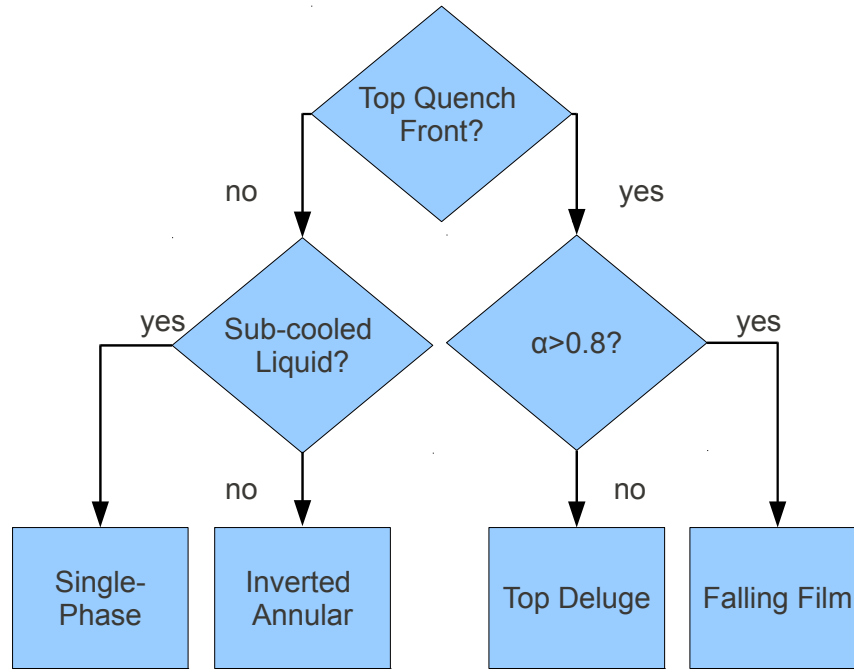 Top Quench
Front?
no
yes
yes
Sub-cooled
Liquid?
α>0.8?
yes
no
no
Single-
Phase
Inverted
Annular
Top Deluge
Falling Film